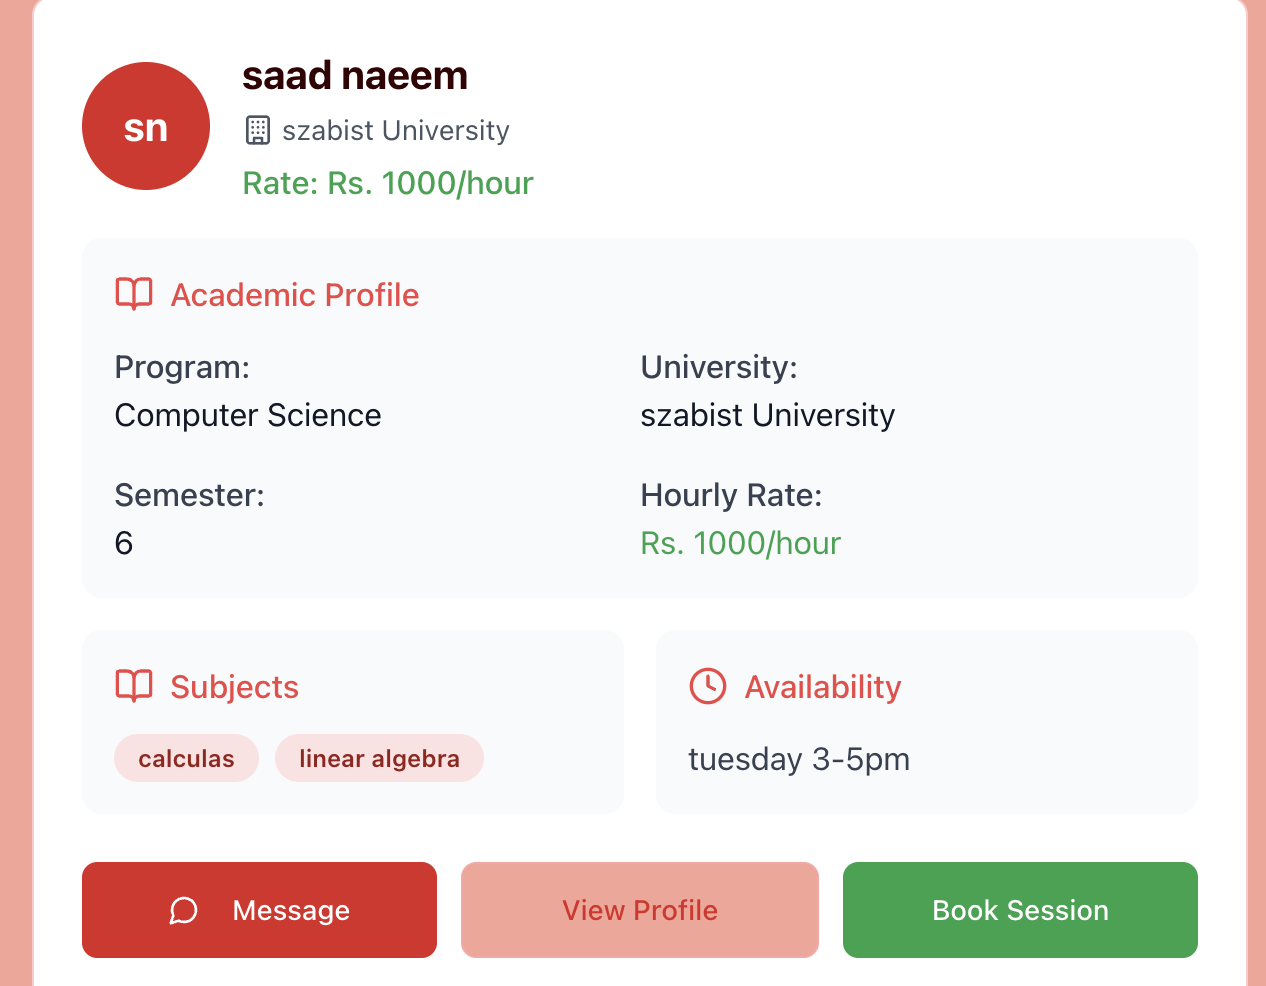 sn
saad naeem
szabist University
Rate: Rs. 1000/hour
Academic Profile
Program:
Computer Science
University:
szabist University
Semester:
6
Hourly Rate:
Rs. 1000/hour
Subjects
calculas
linear algebra
Availability
tuesday 3-5pm
Message
View Profile
Book Session